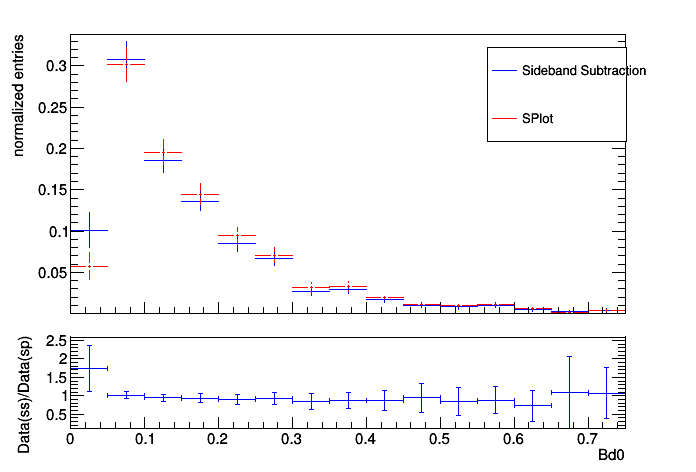 normalized entries
0.3
0.25
0.2
0.15
0.1
0.05
Sideband Subtraction
SPlot
Data(ss)/Data(sp)
2.5
2
1.5
1
0.5
0 0.1 0.2 0.3 0.4 0.5 0.6 0.7
Bd0